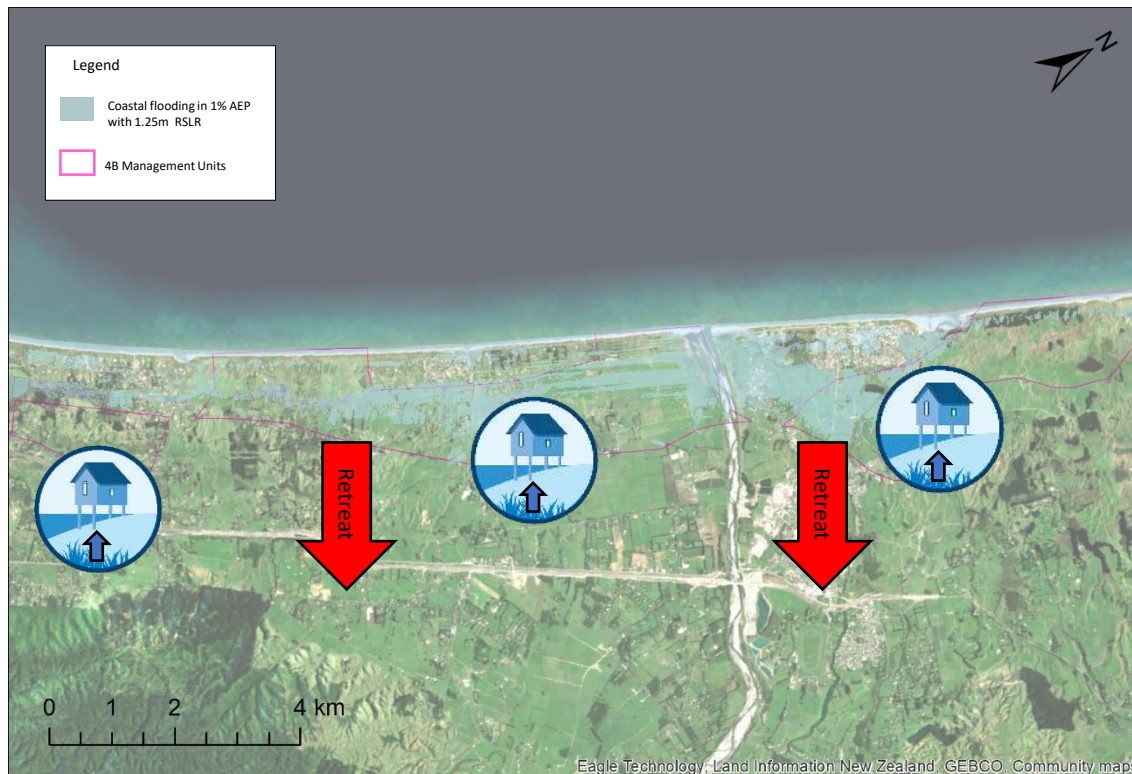 Legend
Coastal flooding in 1% AEP
with 1.25m RSLR
4B Management Units
N
Retreat
Retreat
0 1 2 4 km
Eagle Technology, Land Information New Zealand, GEBCO, Community maps